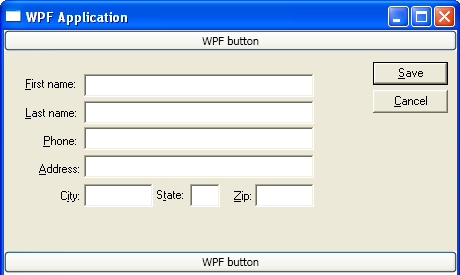 WPF Application
WPF button
First name:
Save
Last name:
Cancel
Phone:
Address:
City: State: Zip:
WPF button